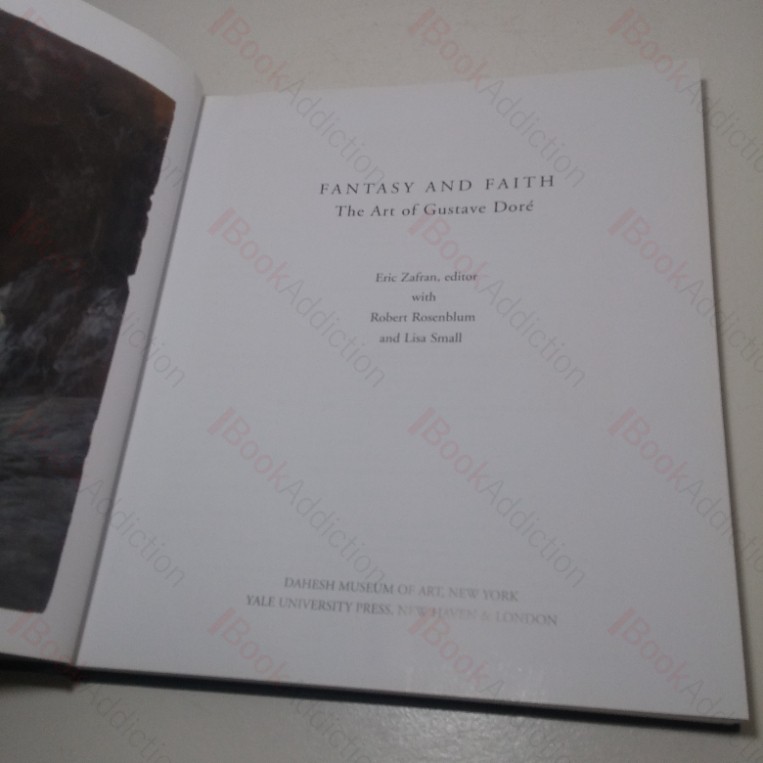 FANTASY AND FAITH
The Art of Gustave Doré
Eric Zafran, editor
with
Robert Rosenblum
and Lisa Small
DAHESH MUSEUM OF ART, NEW YORK
YALE UNIVERSITY PRESS, NEW HAVEN & LONDON
BookAddiction